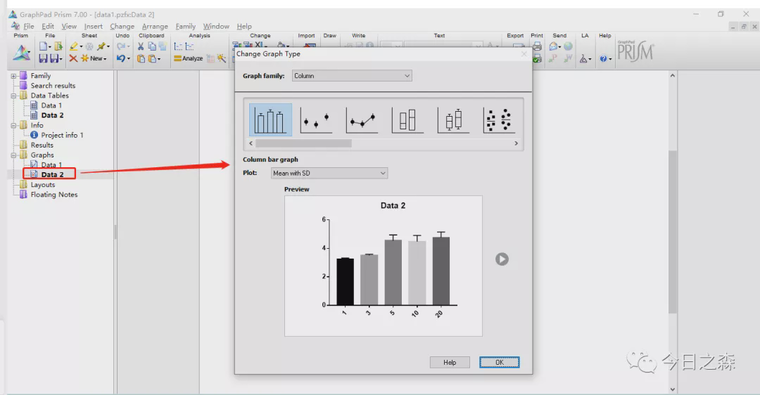 GraphPad Prism 7.00 - [data1.pzfx:Data 2]
File Edit View Insert Change Arrange Family Window Help
Prism File Sheet Undo Clipboard Analysis Change Import Draw Write Text Export Print Send LA Help
Analyze
New
GraphPad
PRISM
Family
Search results
Data Tables
Data 1
Data 2
Info
Project info 1
Results
Graphs
Data 1
Data 2
Layouts
Floating Notes
Change Graph Type
Graph family: Column
Column bar graph
Plot: Mean with SD
Preview
Data 2
6
4
2
0
1 3 5 10 20
Help OK
今日之森